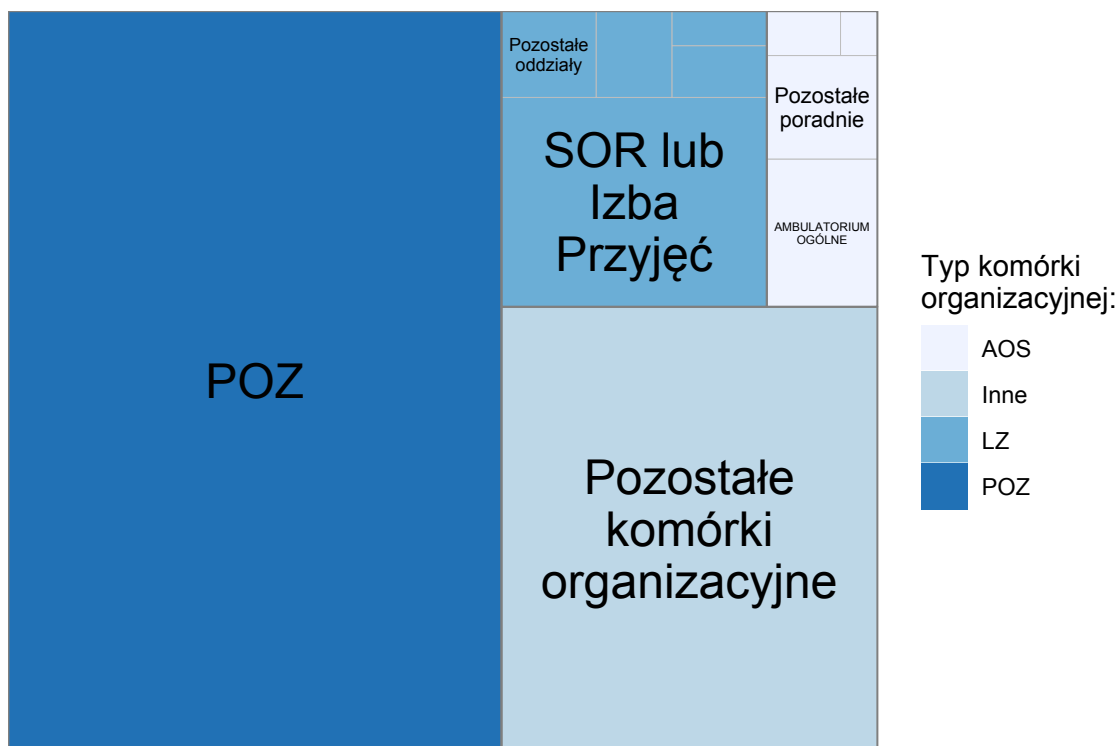 POZ
Pozostałe
oddziały
SOR lub
Izba
Przyjęć
Pozostałe
poradnie
AMBULATORIUM
OGÓLNE
Pozostałe
komórki
organizacyjne
Typ komórki
organizacyjnej:
AOS
Inne
LZ
POZ